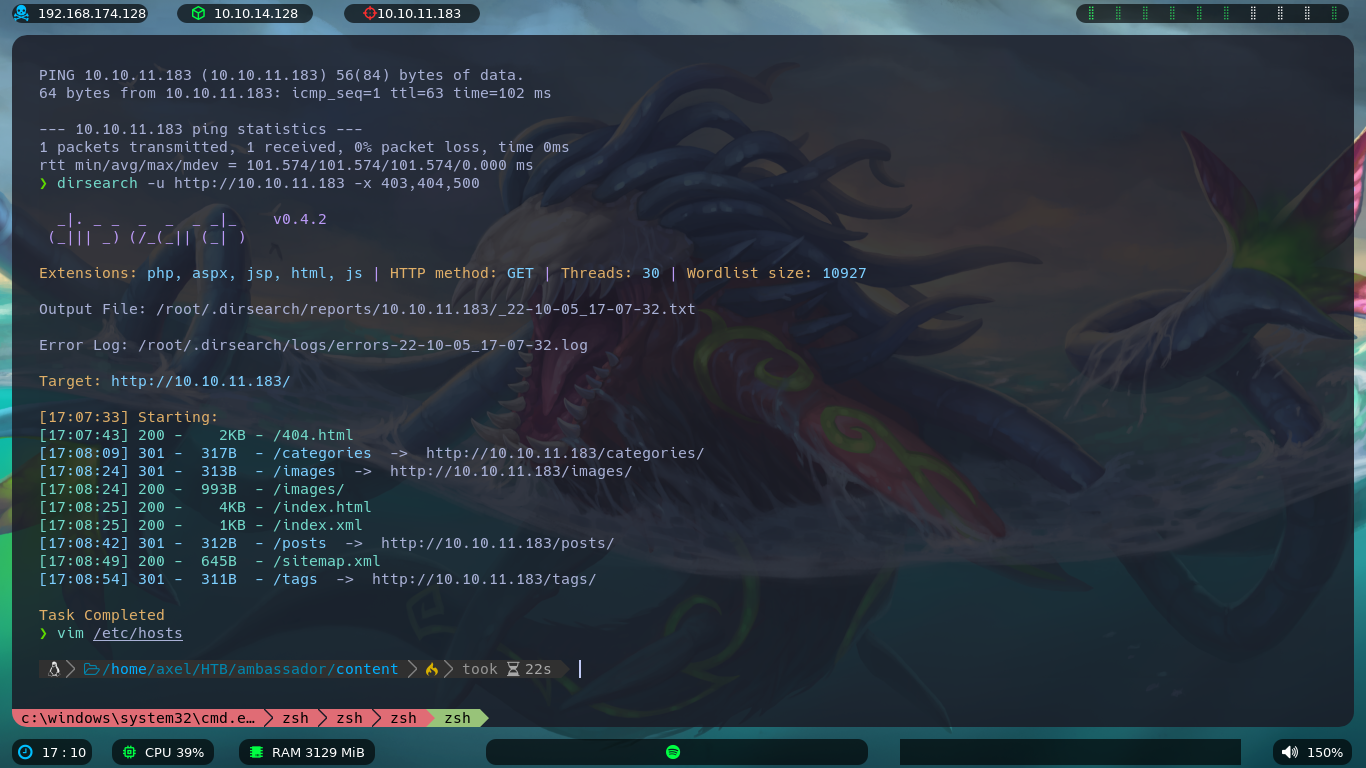 192.168.174.128 10.10.14.128 10.10.11.183
PING 10.10.11.183 (10.10.11.183) 56(84) bytes of data.
64 bytes from 10.10.11.183: icmp_seq=1 ttl=63 time=102 ms
--- 10.10.11.183 ping statistics ---
1 packets transmitted, 1 received, 0% packet loss, time 0ms
rtt min/avg/max/mdev = 101.574/101.574/101.574/0.000 ms
❯ dirsearch -u http://10.10.11.183 -x 403,404,500
  _|. _ _  _  _  _ _|_    v0.4.2
 (_||| _) (/_(_|| (_| )
Extensions: php, aspx, jsp, html, js | HTTP method: GET | Threads: 30 | Wordlist size: 10927
Output File: /root/.dirsearch/reports/10.10.11.183/_22-10-05_17-07-32.txt
Error Log: /root/.dirsearch/logs/errors-22-10-05_17-07-32.log
Target: http://10.10.11.183/
[17:07:33] Starting:
[17:07:43] 200 -    2KB - /404.html
[17:08:09] 301 -  317B  - /categories  ->  http://10.10.11.183/categories/
[17:08:24] 301 -  313B  - /images  ->  http://10.10.11.183/images/
[17:08:24] 200 -  993B  - /images/
[17:08:25] 200 -    4KB - /index.html
[17:08:25] 200 -    1KB - /index.xml
[17:08:42] 301 -  312B  - /posts  ->  http://10.10.11.183/posts/
[17:08:49] 200 -  645B  - /sitemap.xml
[17:08:54] 301 -  311B  - /tags  ->  http://10.10.11.183/tags/
Task Completed
❯ vim /etc/hosts
/home/axel/HTB/ambassador/content took 22s
c:\windows\system32\cmd.e… zsh zsh zsh zsh
17 : 10 CPU 39% RAM 3129 MiB 150%